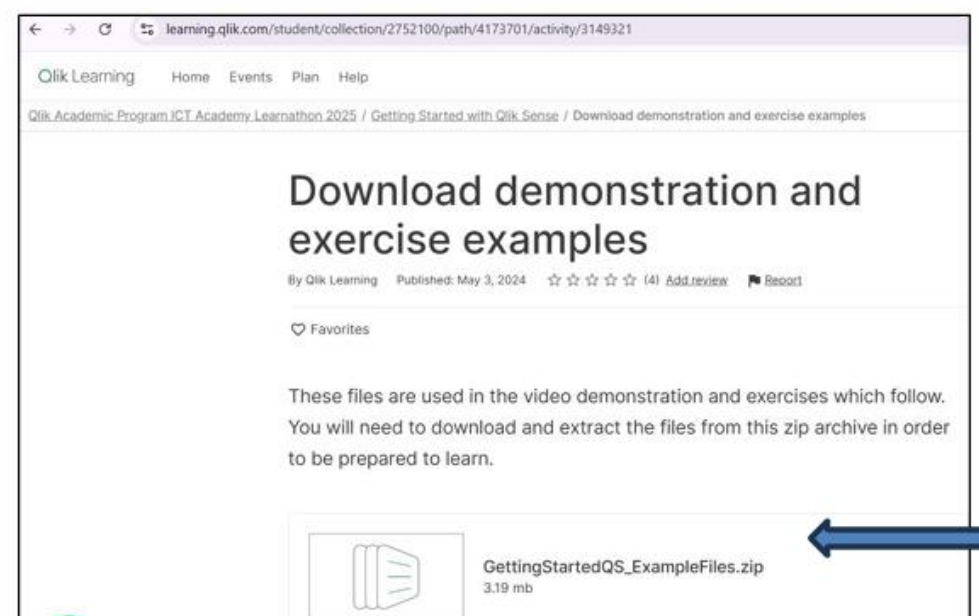 learning.qlik.com/student/collection/2752100/path/4173701/activity/3149321
Qlik Learning Home Events Plan Help
Qlik Academic Program ICT Academy Learnathon 2025 / Getting Started with Qlik Sense / Download demonstration and exercise examples
Download demonstration and
exercise examples
By Qlik Learning Published: May 3, 2024 (4) Add review Report
Favorites
These files are used in the video demonstration and exercises which follow.
You will need to download and extract the files from this zip archive in order
to be prepared to learn.
GettingStartedQS_ExampleFiles.zip
3.19 mb